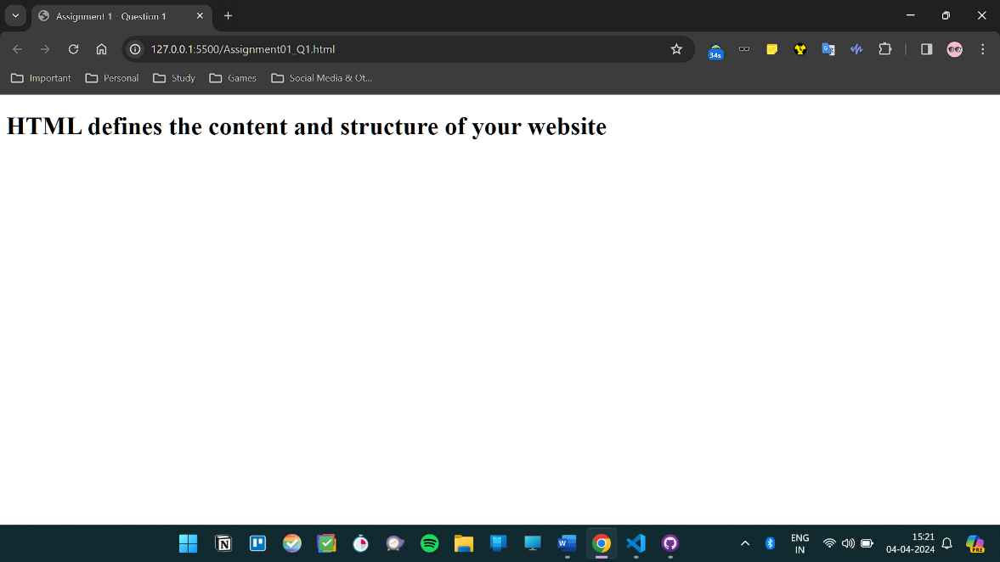 Assignment 1 - Question 1
127.0.0.1:5500/Assignment01_Q1.html
34s
Important Personal Study Games Social Media & Ot...
HTML defines the content and structure of your website
ENG
IN
15:21
04-04-2024
PRE